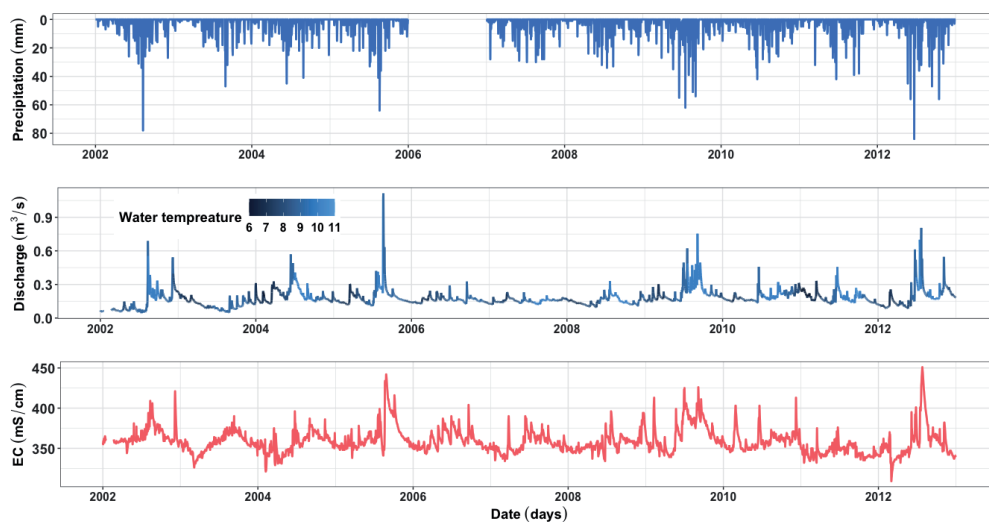 Precipitation (mm)
0
20
40
60
80
2002 2004 2006 2008 2010 2012
Discharge (m³/s)
0.9
0.6
0.3
0.0
Water tempreature
6 7 8 9 10 11
2002 2004 2006 2008 2010 2012
EC (mS/cm)
450
400
350
2002 2004 2006 2008 2010 2012
Date (days)